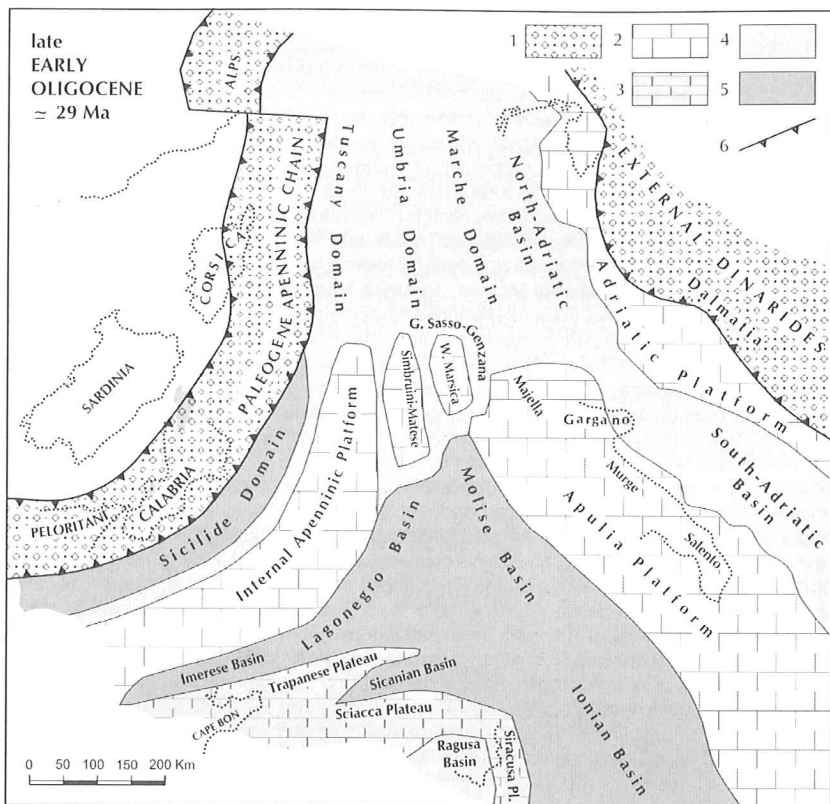 late
EARLY
OLIGOCENE
≃ 29 Ma
1
2
3
4
5
6
ALPS
CORSICA
SARDINIA
PALEOGENE APENNINIC CHAIN
PELORITANI
CALABRIA
Sicilide Domain
Tuscan Domain
Umbria Domain
Marche Domain
North-Adriatic
Basin
EXTERNAL DINARIDES
Dalmatia
Adriatic Platform
South-Adriatic
Basin
G. Sasso-Genzana
Simbruini-Matese
W. Marsica
Internal Apenninic Platform
Maiella
Gargano
Murge
Salento
Apulia Platform
Lagonegro Basin
Molise Basin
Imerese Basin
Trapanese Plateau
Sicanian Basin
CAPE BON
Sciacca Plateau
Ragusa
Basin
Siracusa Pl.
Ionian Basin
0 50 100 150 200 Km